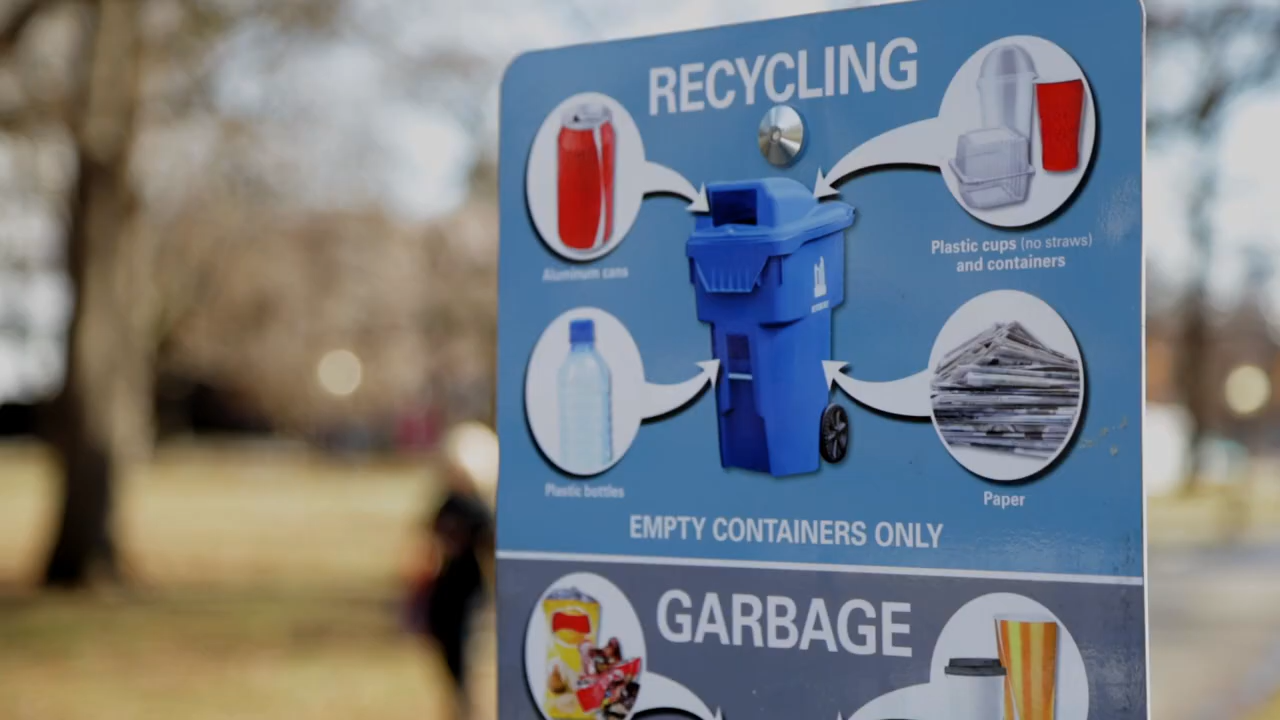 RECYCLING
Aluminum cans
Plastic cups (no straws)
and containers
Plastic bottles
Paper
EMPTY CONTAINERS ONLY
GARBAGE